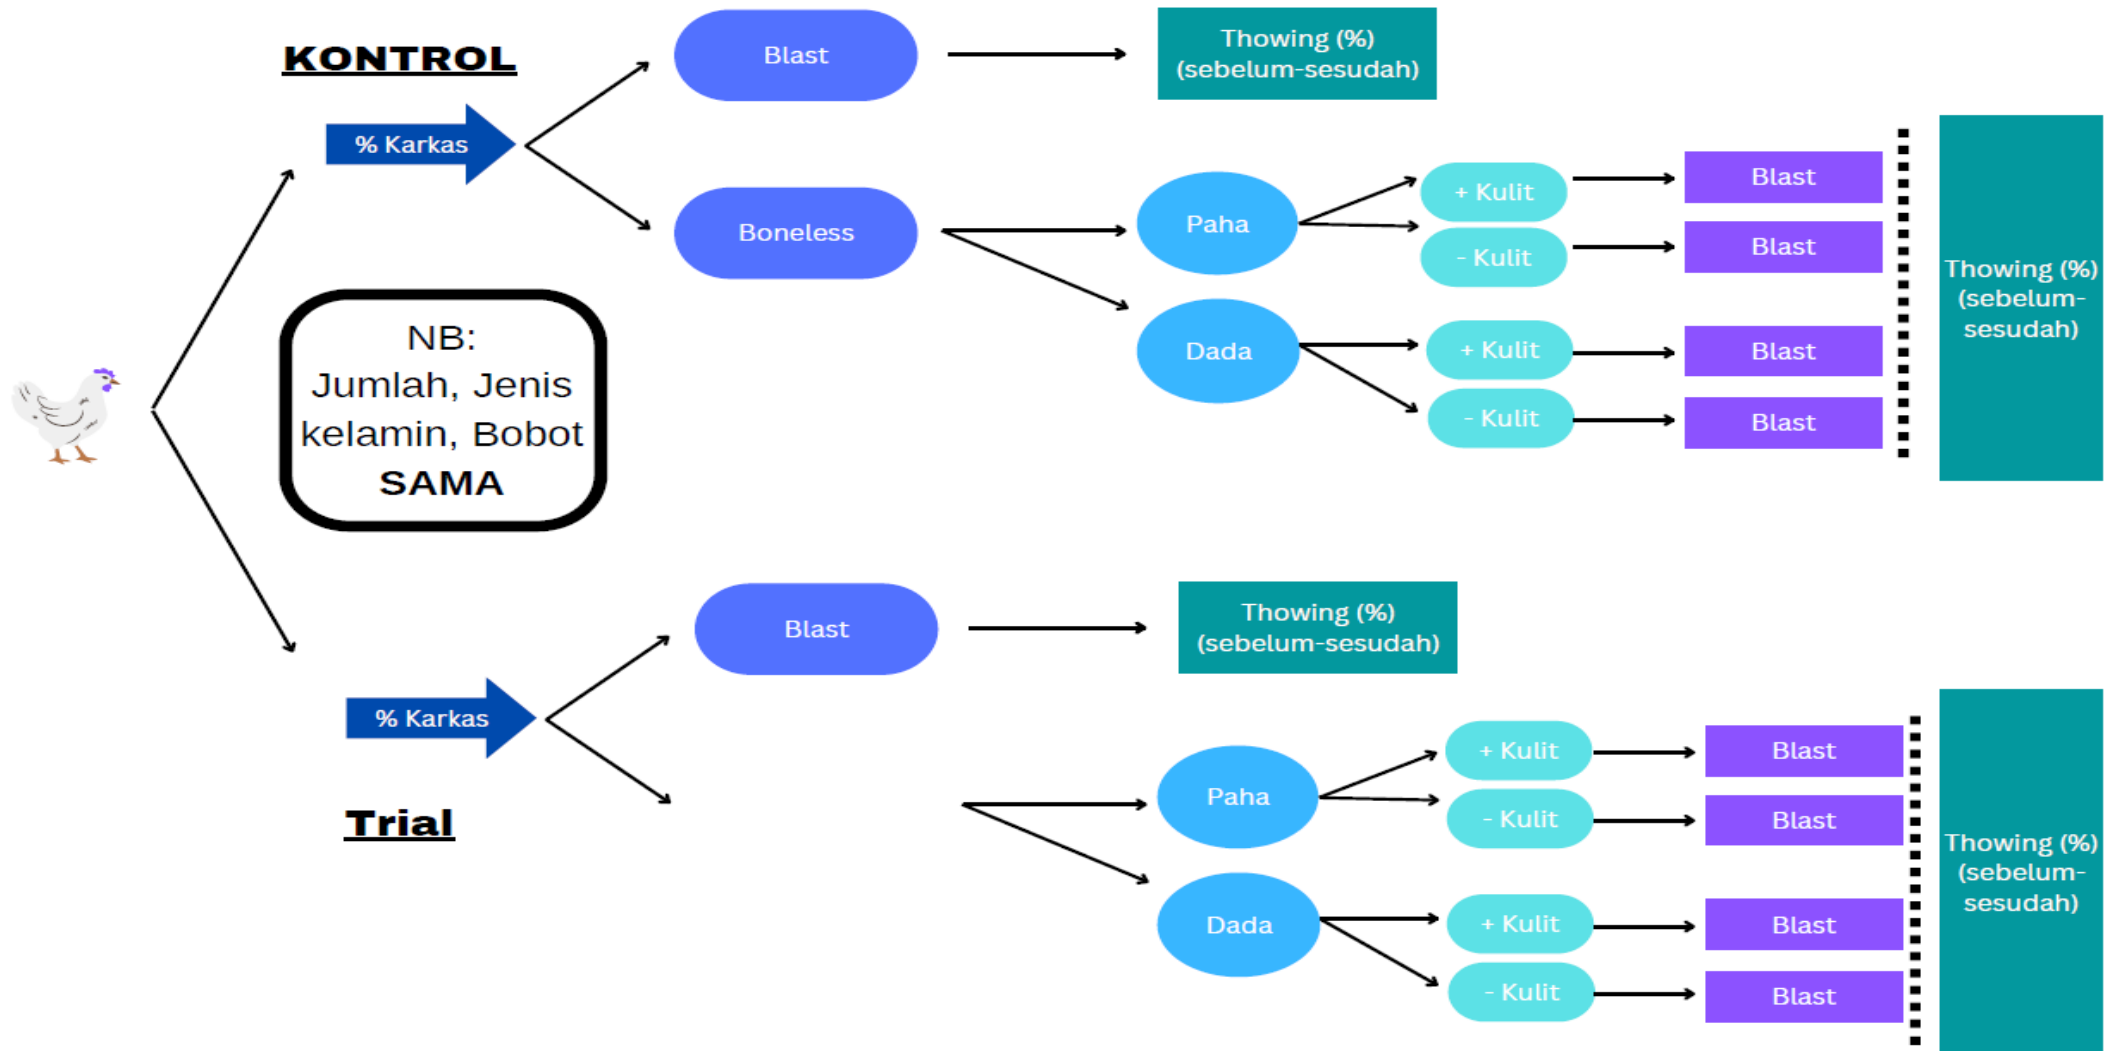 KONTROL
% Karkas
Blast
Thowing (%)
(sebelum-sesudah)
Boneless
Paha
+ Kulit
- Kulit
Dada
+ Kulit
- Kulit
Blast
Blast
Blast
Blast
Thowing (%)
(sebelum-
sesudah)
NB:
Jumlah, Jenis
kelamin, Bobot
SAMA
% Karkas
Trial
Blast
Thowing (%)
(sebelum-sesudah)
Paha
+ Kulit
- Kulit
Dada
+ Kulit
- Kulit
Blast
Blast
Blast
Blast
Thowing (%)
(sebelum-
sesudah)